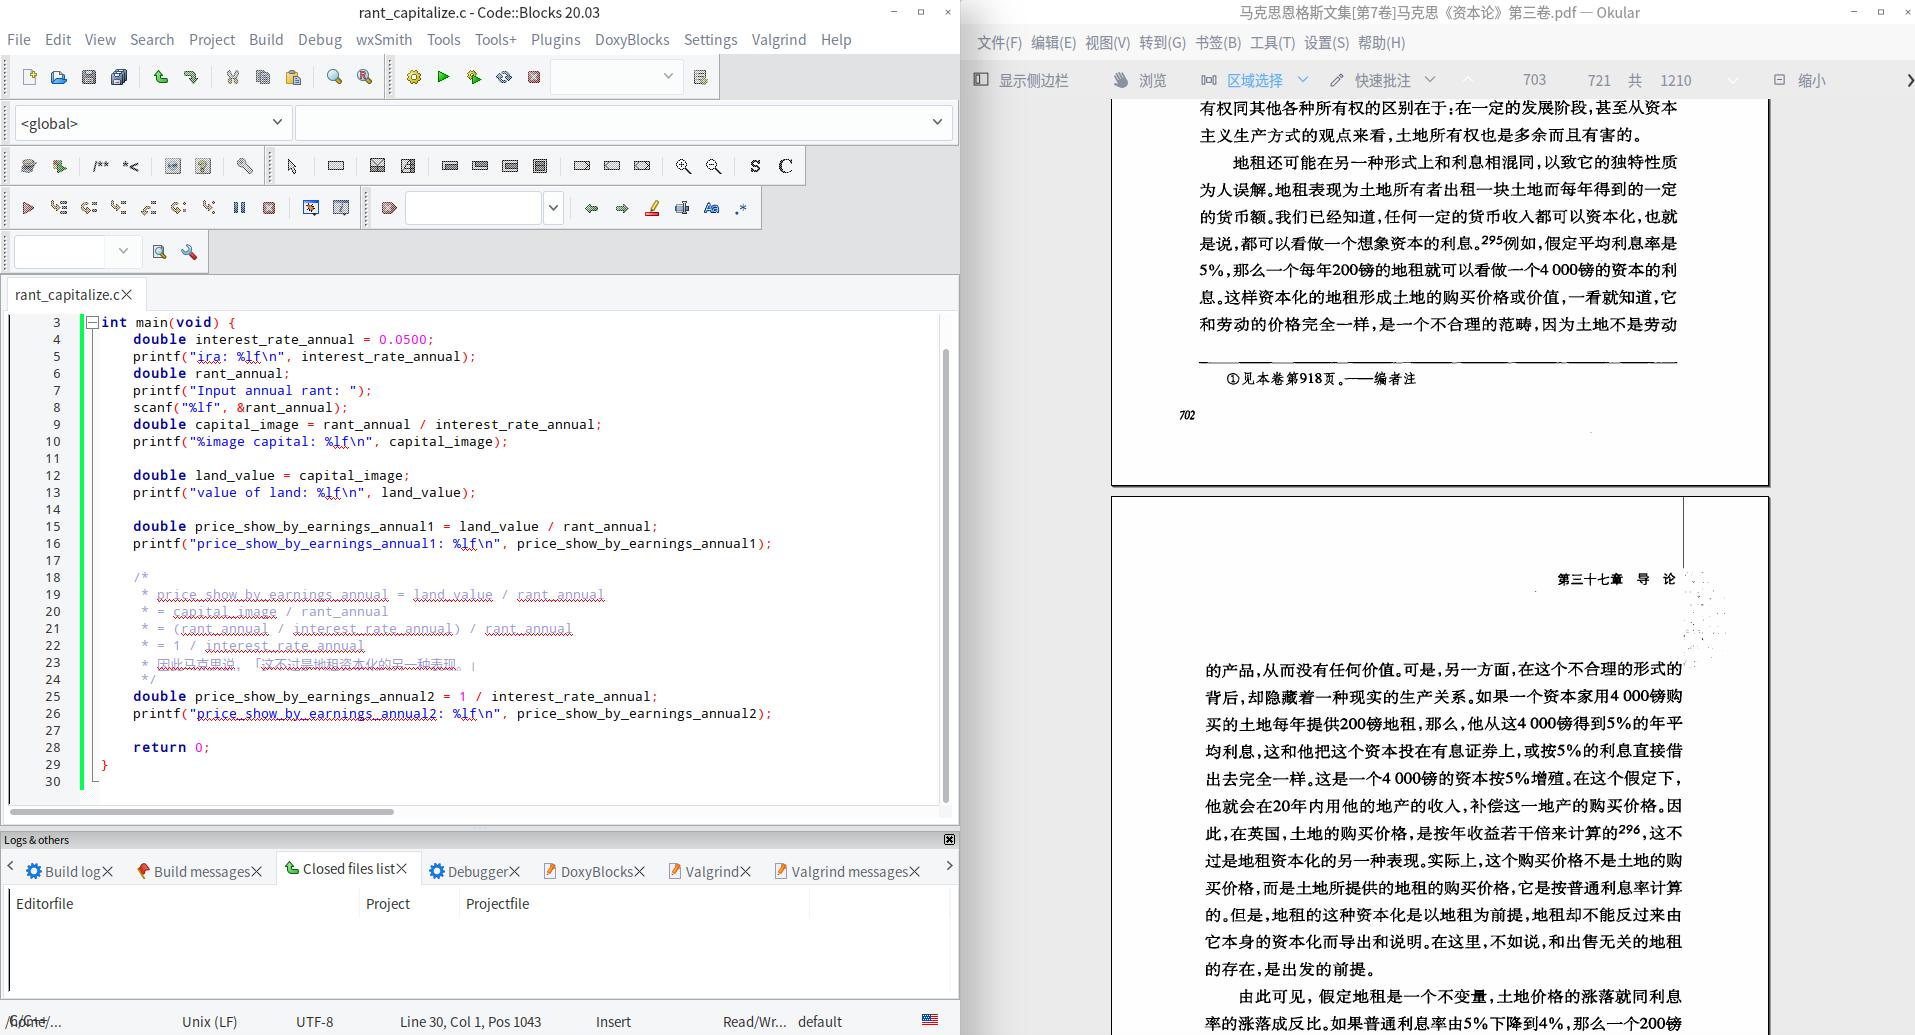 rant_capitalize.c - Code::Blocks 20.03
File Edit View Search Project Build Debug wxSmith Tools Tools+ Plugins DoxyBlocks Settings Valgrind Help
<global>
/** *<
S C
Aa .*
rant_capitalize.c
3 int main(void) {
4 double interest_rate_annual = 0.0500;
5 printf("ira: %lf\n", interest_rate_annual);
6 double rant_annual;
7 printf("Input annual rant: ");
8 scanf("%lf", &rant_annual);
9 double capital_image = rant_annual / interest_rate_annual;
10 printf("%image capital: %lf\n", capital_image);
11
12 double land_value = capital_image;
13 printf("value of land: %lf\n", land_value);
14
15 double price_show_by_earnings_annual1 = land_value / rant_annual;
16 printf("price_show_by_earnings_annual1: %lf\n", price_show_by_earnings_annual1);
17
18 /*
19 * price_show_by_earnings_annual = land_value / rant_annual
20 * = capital_image / rant_annual
21 * = (rant_annual / interest_rate_annual) / rant_annual
22 * = 1 / interest_rate_annual
23 * 因此马克思说，「这不过是地租资本化的另一种表现。」
24 */
25 double price_show_by_earnings_annual2 = 1 / interest_rate_annual;
26 printf("price_show_by_earnings_annual2: %lf\n", price_show_by_earnings_annual2);
27
28 return 0;
29 }
30
Logs & others
Build log Build messages Closed files list Debugger DoxyBlocks Valgrind Valgrind messages
Editorfile Project Projectfile
Unix (LF) UTF-8 Line 30, Col 1, Pos 1043 Insert Read/Wr... default
马克思恩格斯文集[第7卷]马克思《资本论》第三卷.pdf — Okular
文件(F) 编辑(E) 视图(V) 转到(G) 书签(B) 工具(T) 设置(S) 帮助(H)
显示侧边栏 浏览 区域选择 快速批注 703 721 共 1210 缩小
有权同其他各种所有权的区别在于：在一定的发展阶段，甚至从资本
主义生产方式的观点来看，土地所有权也是多余而且有害的。
地租还可能在另一种形式上和利息相混同，以致它的独特性质
为人误解。地租表现为土地所有者出租一块土地而每年得到的一定
的货币额。我们已经知道，任何一定的货币收入都可以资本化，也就
是说，都可以看做一个想象资本的利息。295例如，假定平均利息率是
5%，那么一个每年200镑的地租就可以看做一个4 000镑的资本的利
息。这样资本化的地租形成土地的购买价格或价值，一看就知道，它
和劳动的价格完全一样，是一个不合理的范畴，因为土地不是劳动
①见本卷第918页。——编者注
702
第三十七章 导 论
的产品，从而没有任何价值。可是，另一方面，在这个不合理的形式的
背后，却隐藏着一种现实的生产关系。如果一个资本家用4 000镑购
买的土地每年提供200镑地租，那么，他从这4 000镑得到5%的年平
均利息，这和他把这个资本投在有息证券上，或按5%的利息直接借
出去完全一样。这是一个4 000镑的资本按5%增殖。在这个假定下，
他就会在20年内用他的地产的收入，补偿这一地产的购买价格。因
此，在英国，土地的购买价格，是按年收益若干倍来计算的296，这不
过是地租资本化的另一种表现。实际上，这个购买价格不是土地的购
买价格，而是土地所提供的地租的购买价格，它是按普通利息率计算
的。但是，地租的这种资本化是以地租为前提，地租却不能反过来由
它本身的资本化而导出和说明。在这里，不如说，和出售无关的地租
的存在，是出发的前提。
由此可见，假定地租是一个不变量，土地价格的涨落就同利息
率的涨落成反比。如果普通利息率由5%下降到4%，那么一个200镑